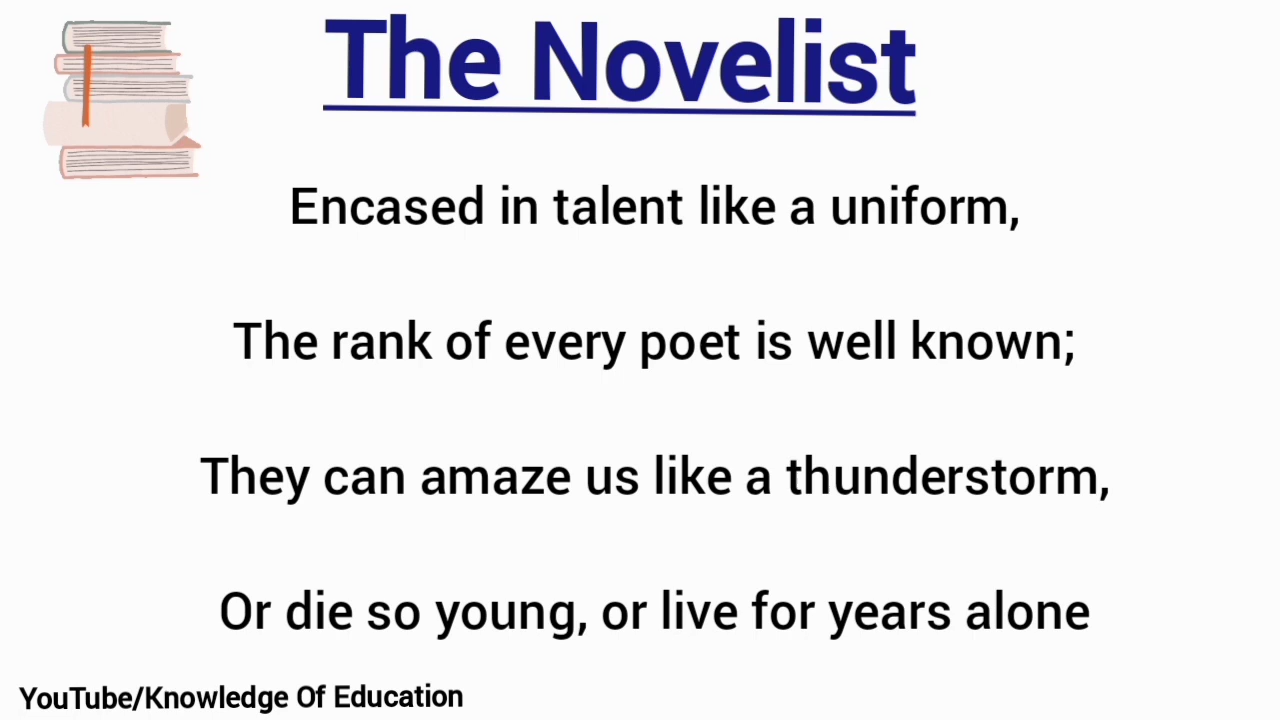 The Novelist
Encased in talent like a uniform,
The rank of every poet is well known;
They can amaze us like a thunderstorm,
Or die so young, or live for years alone
YouTube/Knowledge Of Education